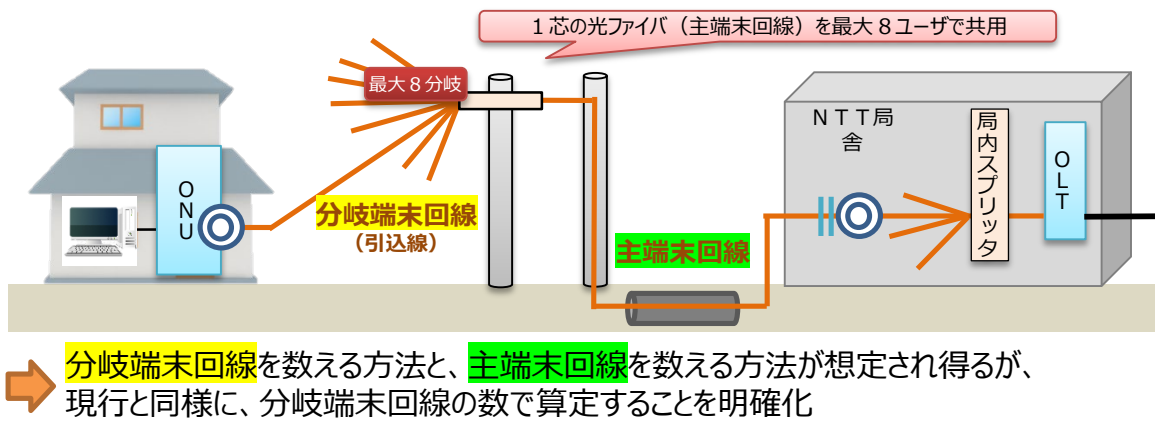 １芯の光ファイバ（主端末回線）を最大８ユーザで共用
最大８分岐
ＮＴＴ局
舎
局内スプリッタ
ＯＬＴ
ＯＮＵ
分岐端末回線
（引込線）
主端末回線
分岐端末回線を数える方法と、主端末回線を数える方法が想定され得るが、
現行と同様に、分岐端末回線の数で算定することを明確化